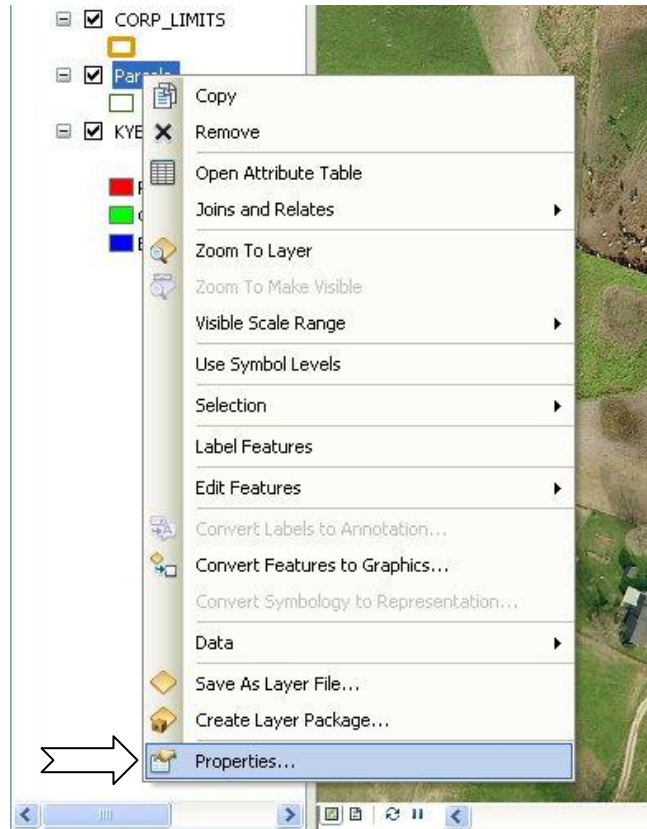 CORP_LIMITS
Copy
Remove
Open Attribute Table
Joins and Relates
Zoom To Layer
Zoom To Make Visible
Visible Scale Range
Use Symbol Levels
Selection
Label Features
Edit Features
Convert Labels to Annotation...
Convert Features to Graphics...
Convert Symbology to Representation...
Data
Save As Layer File...
Create Layer Package...
Properties...